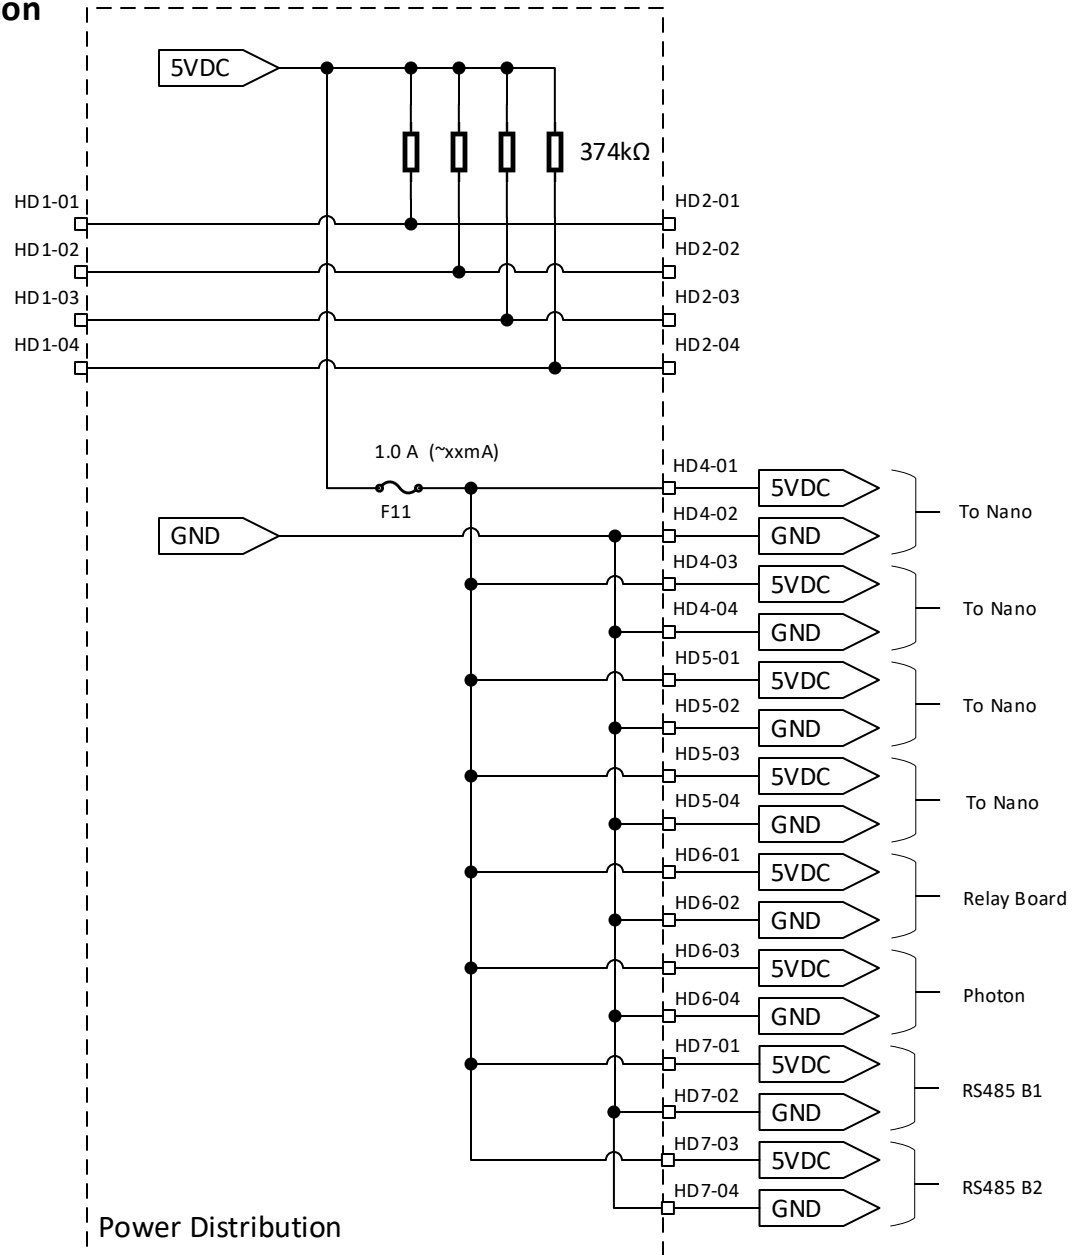 on
5VDC
374kΩ
HD1-01
HD2-01
HD1-02
HD2-02
HD1-03
HD2-03
HD1-04
HD2-04
1.0 A (~xxmA)
F11
HD4-01
5VDC
To Nano
GND
HD4-02
GND
HD4-03
5VDC
To Nano
HD4-04
GND
HD5-01
5VDC
To Nano
HD5-02
GND
HD5-03
5VDC
To Nano
HD5-04
GND
HD6-01
5VDC
Relay Board
HD6-02
GND
HD6-03
5VDC
Photon
HD6-04
GND
HD7-01
5VDC
RS485 B1
HD7-02
GND
HD7-03
5VDC
RS485 B2
HD7-04
GND
Power Distribution